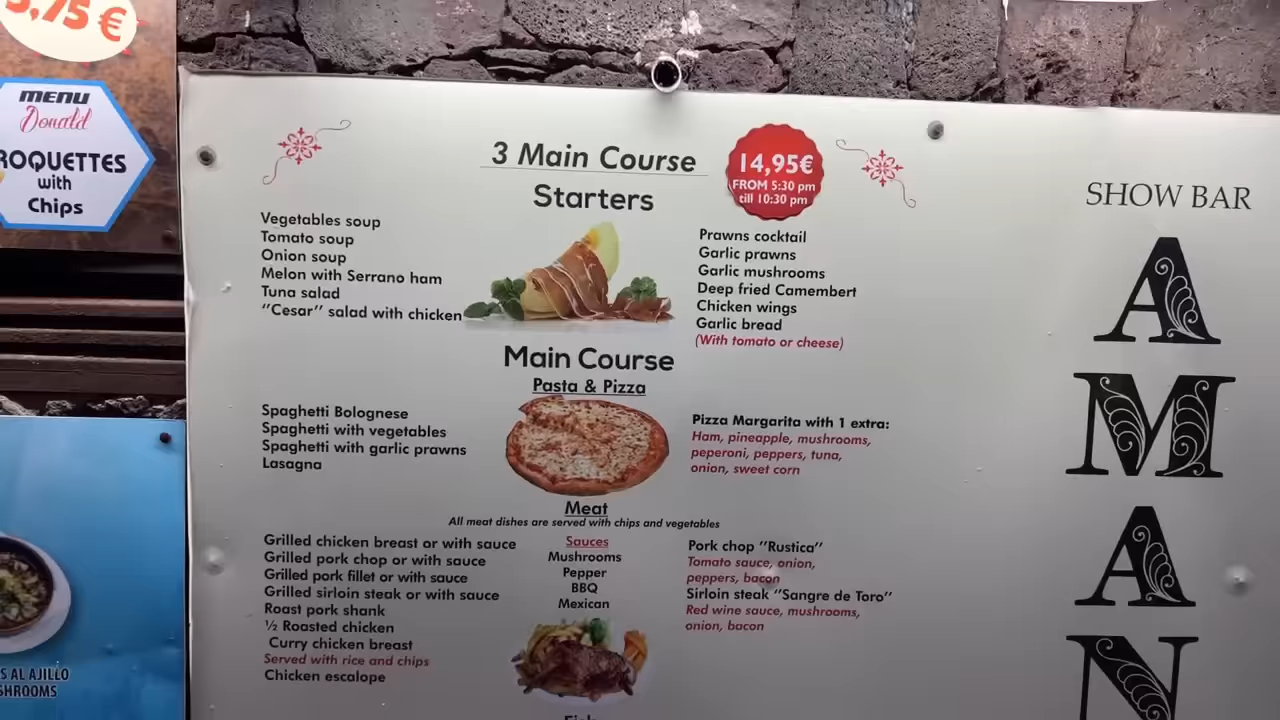 €
MENU
Donald
ROQUETTES
with
Chips
3 Main Course
14,95€
FROM 5:30 pm
till 10:30 pm
Starters
Vegetables soup
Tomato soup
Onion soup
Melon with Serrano ham
Tuna salad
"Cesar" salad with chicken
Prawns cocktail
Garlic prawns
Garlic mushrooms
Deep fried Camembert
Chicken wings
Garlic bread
(With tomato or cheese)
Main Course
Pasta & Pizza
Spaghetti Bolognese
Spaghetti with vegetables
Spaghetti with garlic prawns
Lasagna
Pizza Margarita with 1 extra:
Ham, pineapple, mushrooms,
peperoni, peppers, tuna,
onion, sweet corn
Meat
All meat dishes are served with chips and vegetables
Grilled chicken breast or with sauce
Grilled pork chop or with sauce
Grilled pork fillet or with sauce
Grilled sirloin steak or with sauce
Roast pork shank
½ Roasted chicken
Curry chicken breast
Served with rice and chips
Chicken escalope
Sauces
Mushrooms
Pepper
BBQ
Mexican
Pork chop "Rustica"
Tomato sauce, onion,
peppers, bacon
Sirloin steak "Sangre de Toro"
Red wine sauce, mushrooms,
onion, bacon
SHOW BAR
A
M
A
N
S AL AJILLO
SHROOMS